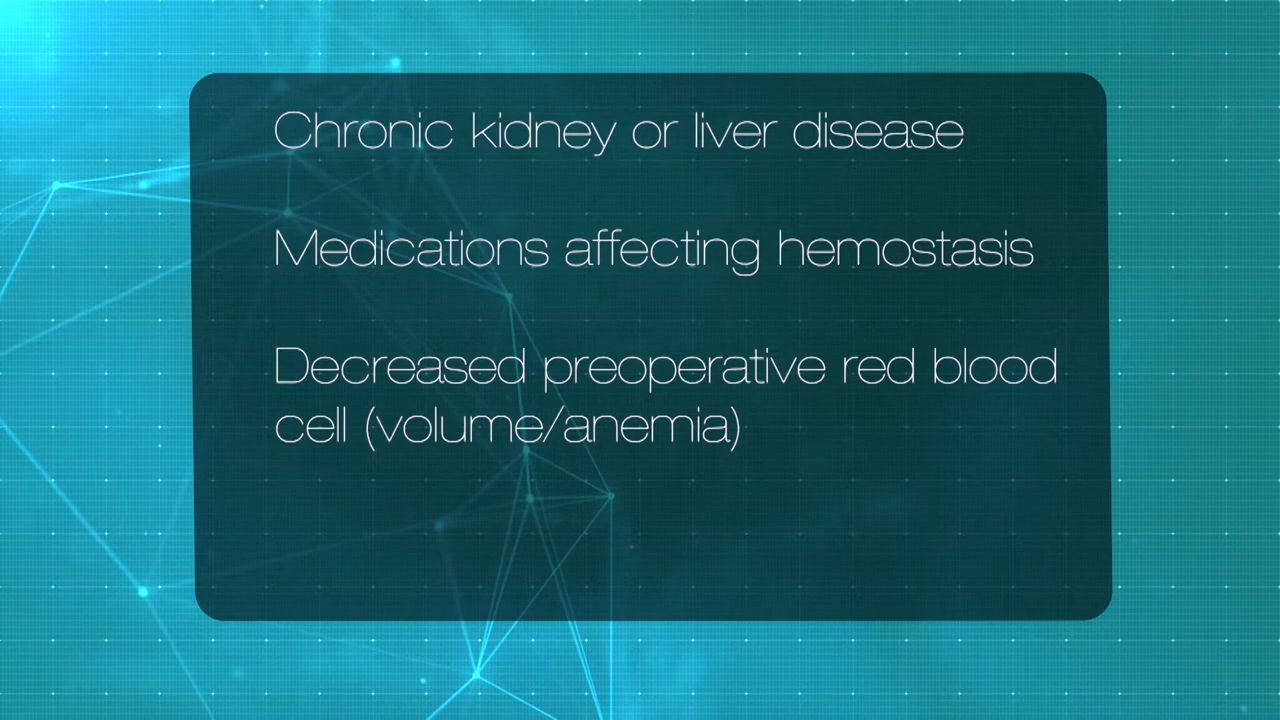 Chronic kidney or liver disease
Medications affecting hemostasis
Decreased preoperative red blood
cell (volume/anemia)